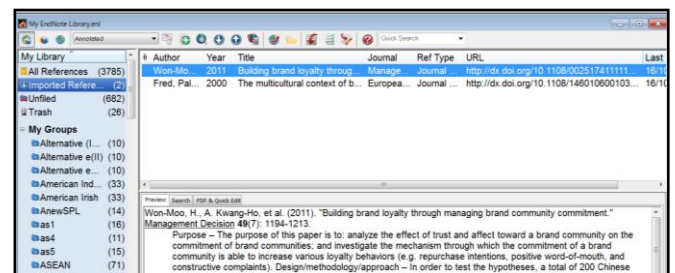 My EndNote Library.enl
Annotated
Quick Search
My Library
Author Year Title Journal Ref Type URL Last
All References (3785)
Won-Mo... 2011 Building brand loyalty throug... Manage... Journal ... http://dx.doi.org/10.1108/002517411111... 16/10
Imported Refere... (2)
Fred, Pal... 2000 The multicultural context of b... Europea... Journal ... http://dx.doi.org/10.1108/146010600103... 16/10
Unfiled (682)
Trash (26)
My Groups
Alternative (I... (10)
Alternative e(II) (10)
Alternative e... (10)
American Ind... (33)
American Irish (33)
AnewSPL (14)
as1 (16)
as4 (11)
as5 (15)
ASEAN (71)
Preview Search PDF & Quick Edit
Won-Moo, H., A. Kwang-Ho, et al. (2011). "Building brand loyalty through managing brand community commitment."
Management Decision 49(7): 1194-1213.
Purpose – The purpose of this paper is to: analyze the effect of trust and affect toward a brand community on the
commitment of brand communities; and investigate the mechanism through which the commitment of a brand
community is able to increase various loyalty behaviors (e.g. repurchase intentions, positive word-of-mouth, and
constructive complaints). Design/methodology/approach – In order to test the hypotheses, a total of 200 Chinese